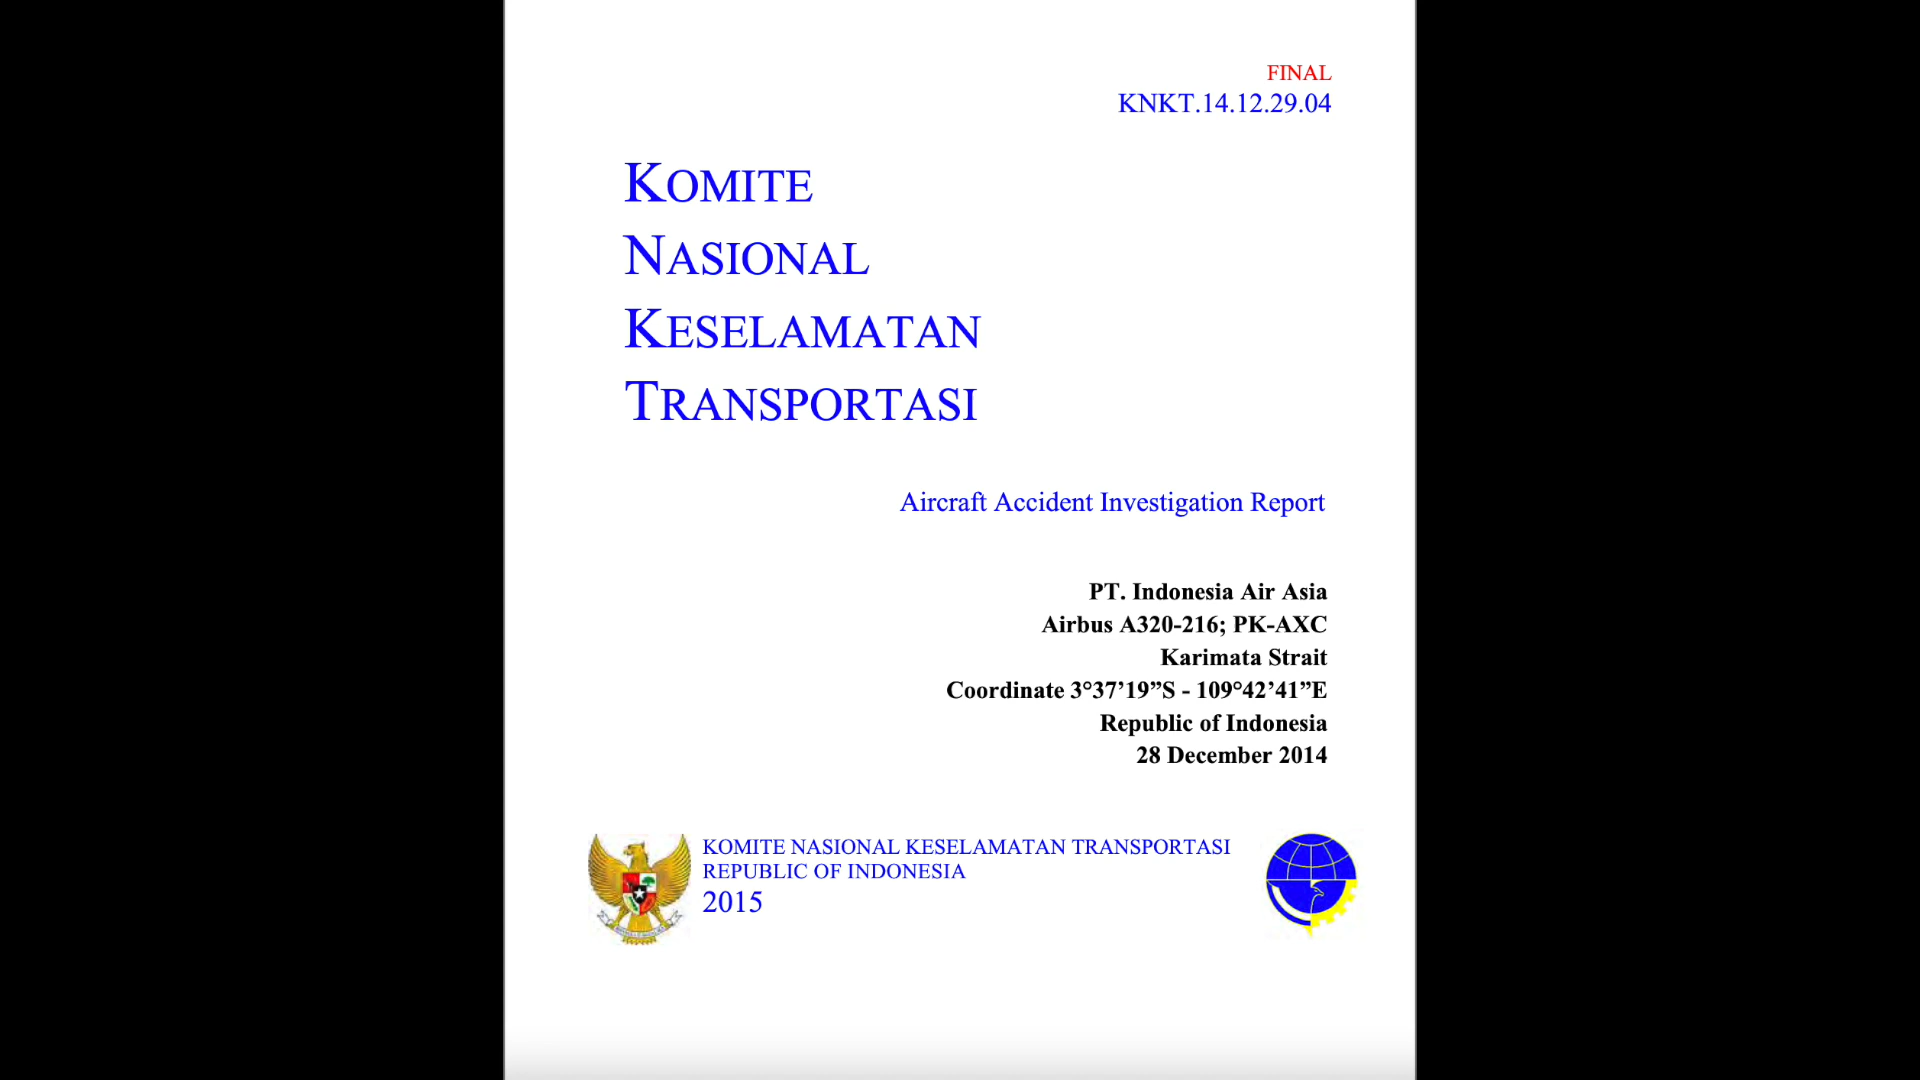 FINAL
KNKT.14.12.29.04
KOMITE
NASIONAL
KESELAMATAN
TRANSPORTASI
Aircraft Accident Investigation Report
PT. Indonesia Air Asia
Airbus A320-216; PK-AXC
Karimata Strait
Coordinate 3°37’19”S - 109°42’41”E
Republic of Indonesia
28 December 2014
KOMITE NASIONAL KESELAMATAN TRANSPORTASI
REPUBLIC OF INDONESIA
2015